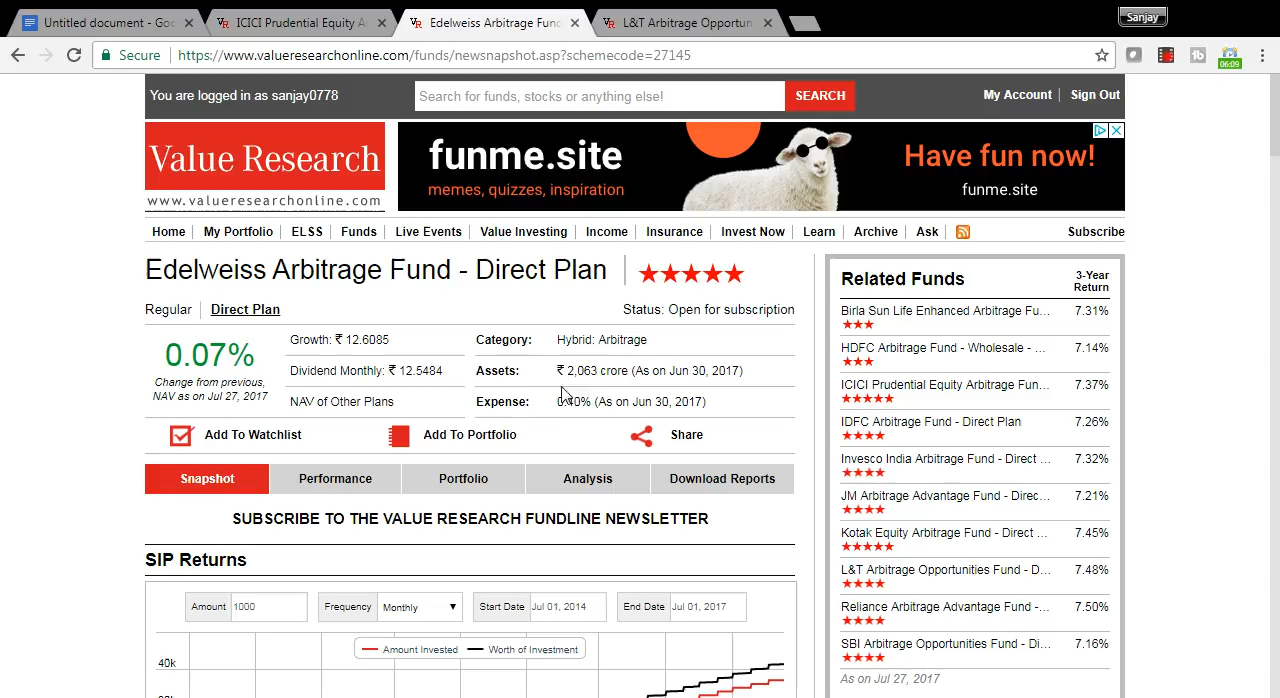 Untitled document - Goo
ICICI Prudential Equity A
Edelweiss Arbitrage Fun
L&T Arbitrage Opportun
Sanjay
Secure https://www.valueresearchonline.com/funds/newsnapshot.asp?schemecode=27145
06:09
You are logged in as sanjay0778
Search for funds, stocks or anything else!
SEARCH
My Account
Sign Out
Value Research
www.valueresearchonline.com
funme.site
memes, quizzes, inspiration
Have fun now!
funme.site
Home My Portfolio ELSS Funds Live Events Value Investing Income Insurance Invest Now Learn Archive Ask Subscribe
Edelweiss Arbitrage Fund - Direct Plan
Regular Direct Plan
Status: Open for subscription
0.07%
Change from previous,
NAV as on Jul 27, 2017
Growth: ₹ 12.6085
Dividend Monthly: ₹ 12.5484
NAV of Other Plans
Category: Hybrid: Arbitrage
Assets: ₹ 2,063 crore (As on Jun 30, 2017)
Expense: 0.40% (As on Jun 30, 2017)
Add To Watchlist Add To Portfolio Share
Snapshot Performance Portfolio Analysis Download Reports
SUBSCRIBE TO THE VALUE RESEARCH FUNDLINE NEWSLETTER
SIP Returns
Amount 1000 Frequency Monthly Start Date Jul 01, 2014 End Date Jul 01, 2017
Amount Invested Worth of Investment
40k
Related Funds 3-Year
Return
Birla Sun Life Enhanced Arbitrage Fu... 7.31%
HDFC Arbitrage Fund - Wholesale - ... 7.14%
ICICI Prudential Equity Arbitrage Fun... 7.37%
IDFC Arbitrage Fund - Direct Plan 7.26%
Invesco India Arbitrage Fund - Direct ... 7.32%
JM Arbitrage Advantage Fund - Direc... 7.21%
Kotak Equity Arbitrage Fund - Direct ... 7.45%
L&T Arbitrage Opportunities Fund - D... 7.48%
Reliance Arbitrage Advantage Fund -... 7.50%
SBI Arbitrage Opportunities Fund - Di... 7.16%
As on Jul 27, 2017